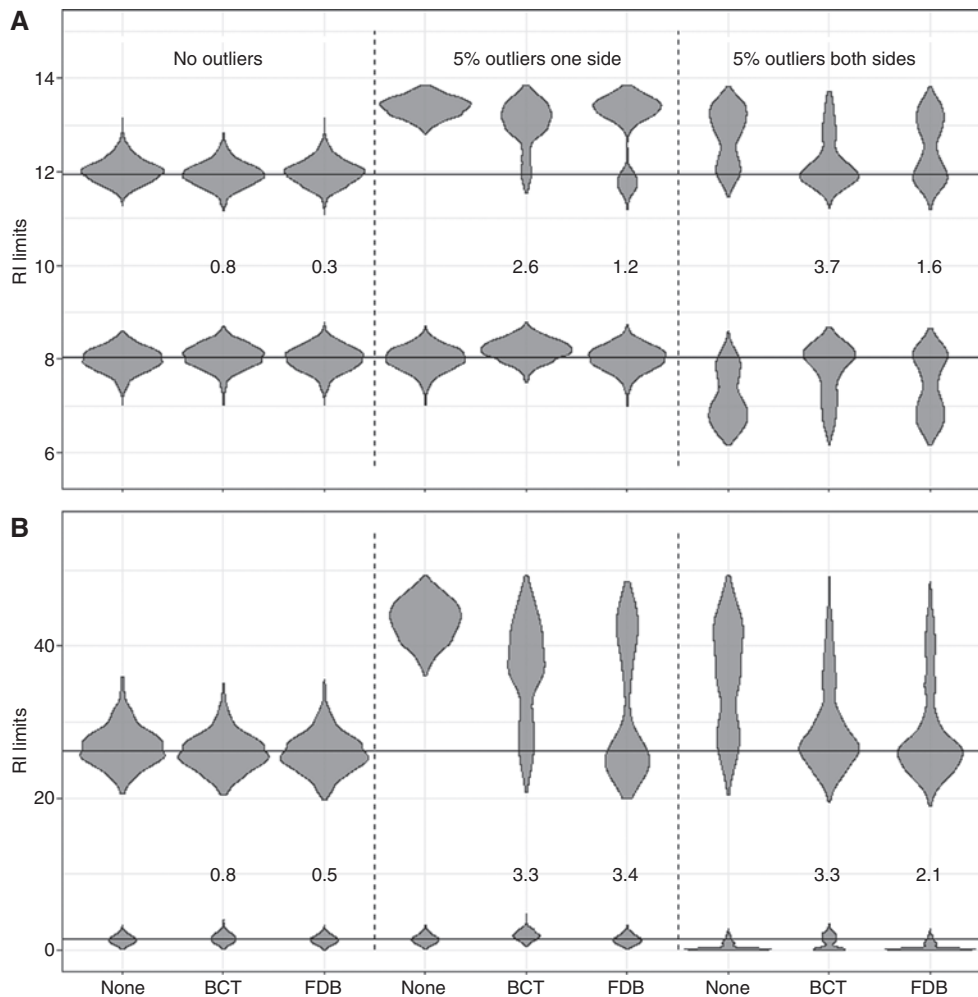 A
No outliers 5% outliers one side 5% outliers both sides
14
12
10 0.8 0.3 2.6 1.2 3.7 1.6
8
6
RI limits
B
40
20
0.8 0.5 3.3 3.4 3.3 2.1
0
RI limits
None BCT FDB None BCT FDB None BCT FDB